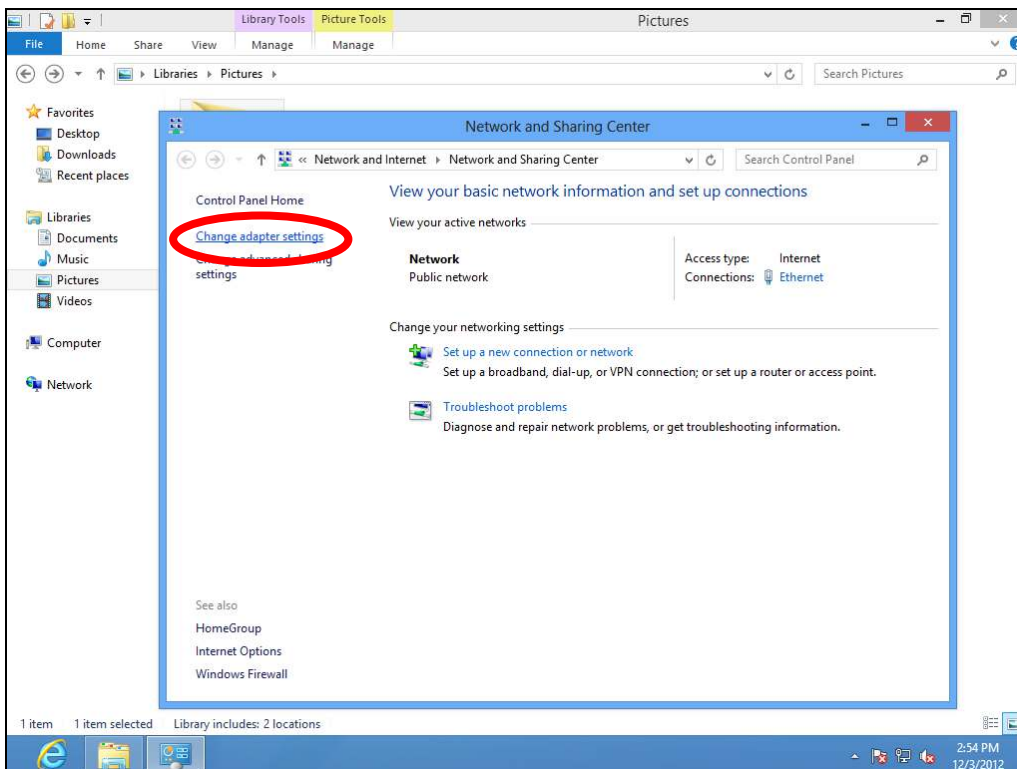 Library Tools Picture Tools Pictures
File Home Share View Manage Manage
Libraries Pictures Search Pictures
Favorites
Desktop
Downloads
Recent places
Libraries
Documents
Music
Pictures
Videos
Computer
Network
Network and Sharing Center
« Network and Internet Network and Sharing Center Search Control Panel
Control Panel Home
Change adapter settings
Change advanced sharing
settings
View your basic network information and set up connections
View your active networks
Network
Public network
Access type: Internet
Connections: Ethernet
Change your networking settings
Set up a new connection or network
Set up a broadband, dial-up, or VPN connection; or set up a router or access point.
Troubleshoot problems
Diagnose and repair network problems, or get troubleshooting information.
See also
HomeGroup
Internet Options
Windows Firewall
1 item 1 item selected Library includes: 2 locations
2:54 PM
12/3/2012